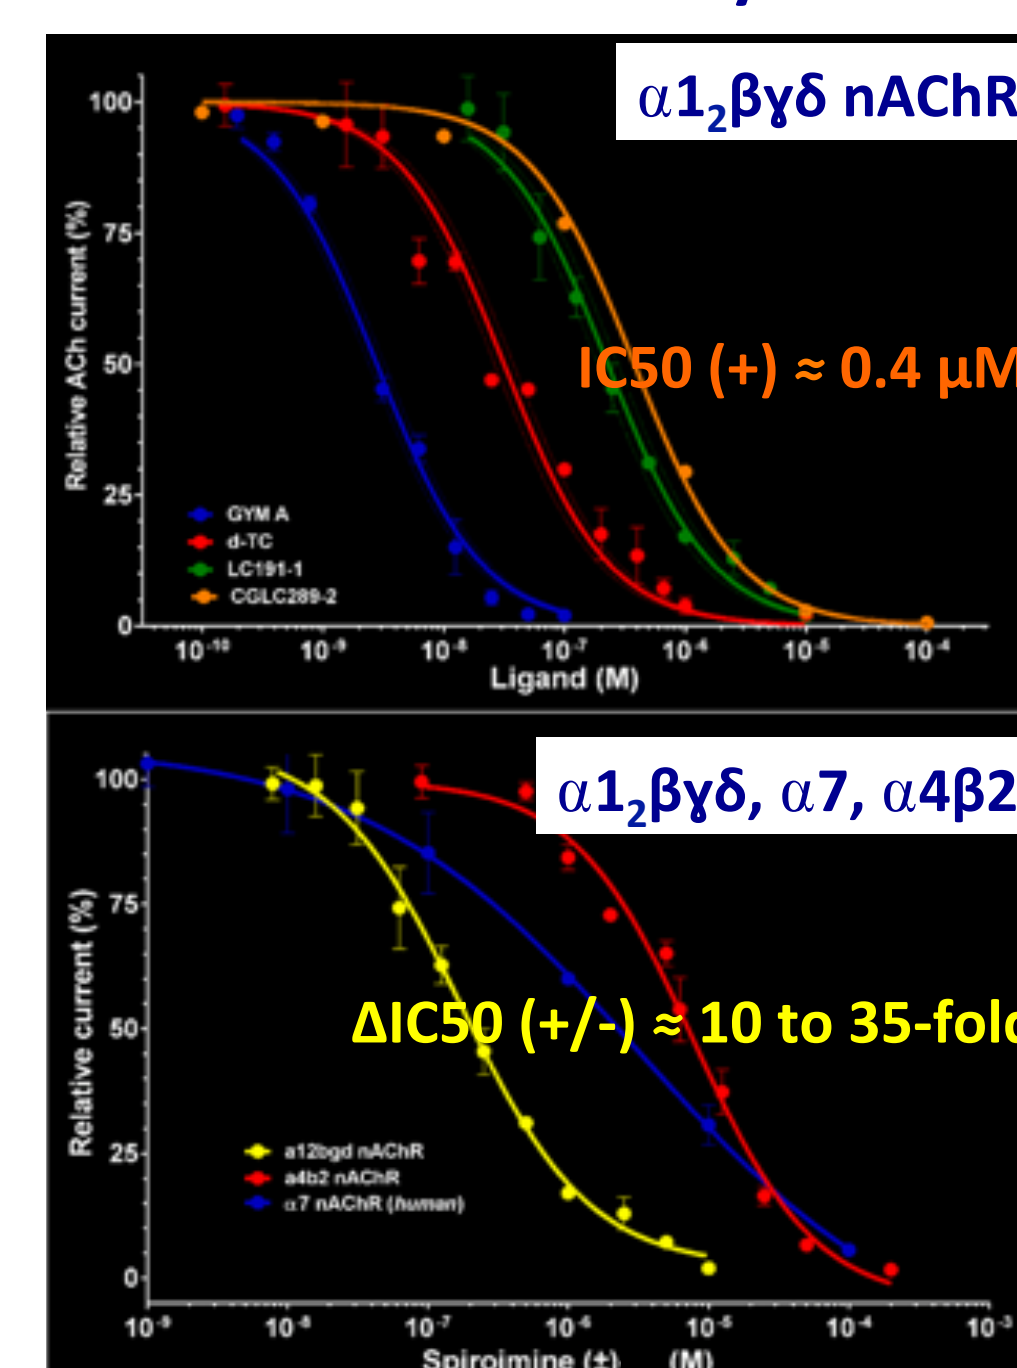 α1₂βγδ nAChR
100
75
50
25
0
Relative ACh current (%)
IC50 (+) ≈ 0.4 µM
GYM A
d-TC
LC191-1
CGLC289-2
10⁻¹⁰ 10⁻⁹ 10⁻⁸ 10⁻⁷ 10⁻⁶ 10⁻⁵ 10⁻⁴
Ligand (M)
α1₂βγδ, α7, α4β2
100
75
50
25
0
Relative current (%)
ΔIC50 (+/-) ≈ 10 to 35-fold
a12bgd nAChR
a4b2 nAChR
α7 nAChR (human)
10⁻⁹ 10⁻⁸ 10⁻⁷ 10⁻⁶ 10⁻⁵ 10⁻⁴ 10⁻³
Spiroimine (±) (M)